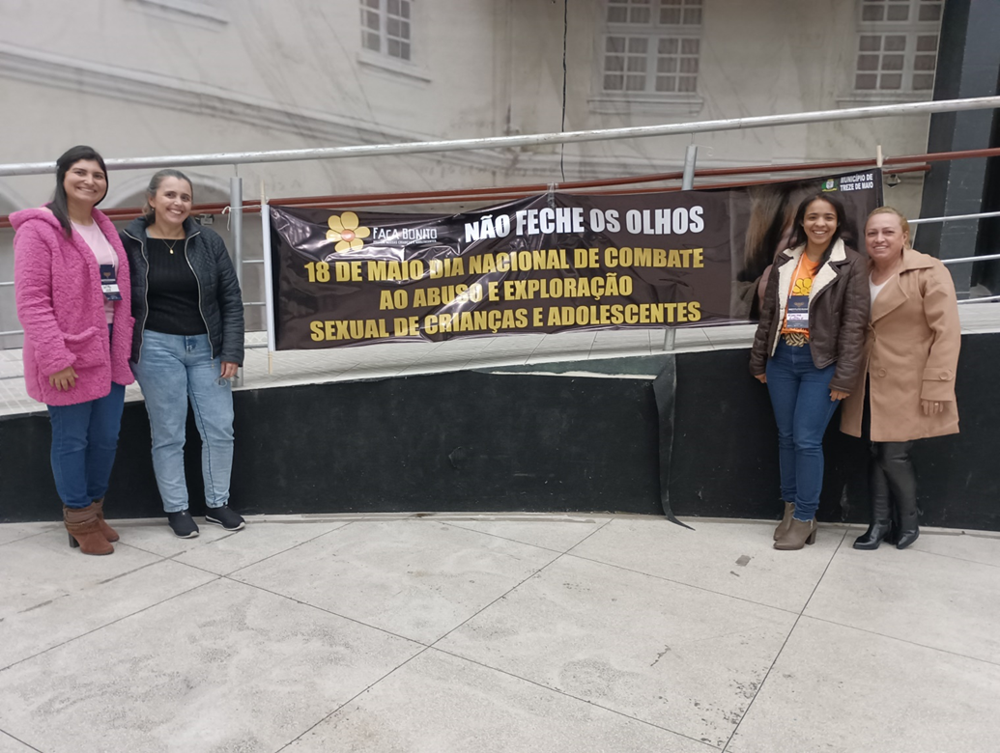 FAÇA BONITO
NÃO FECHE OS OLHOS
18 DE MAIO DIA NACIONAL DE COMBATE
AO ABUSO E EXPLORAÇÃO
SEXUAL DE CRIANÇAS E ADOLESCENTES
MUNICÍPIO DE
TREZE DE MAIO